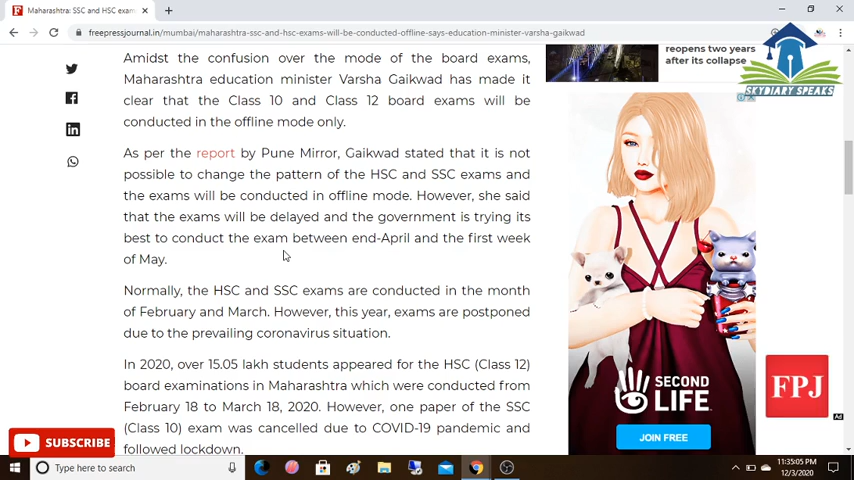 Maharashtra: SSC and HSC exam
freepressjournal.in/mumbai/maharashtra-ssc-and-hsc-exams-will-be-conducted-offline-says-education-minister-varsha-gaikwad
Amidst the confusion over the mode of the board exams,
Maharashtra education minister Varsha Gaikwad has made it
clear that the Class 10 and Class 12 board exams will be
conducted in the offline mode only.
As per the report by Pune Mirror, Gaikwad stated that it is not
possible to change the pattern of the HSC and SSC exams and
the exams will be conducted in offline mode. However, she said
that the exams will be delayed and the government is trying its
best to conduct the exam between end-April and the first week
of May.
Normally, the HSC and SSC exams are conducted in the month
of February and March. However, this year, exams are postponed
due to the prevailing coronavirus situation.
In 2020, over 15.05 lakh students appeared for the HSC (Class 12)
board examinations in Maharashtra which were conducted from
February 18 to March 18, 2020. However, one paper of the SSC
(Class 10) exam was cancelled due to COVID-19 pandemic and
followed lockdown.
reopens two years
after its collapse
SKYDIARY SPEAKS
SECOND
LIFE
JOIN FREE
FPJ
Ad
SUBSCRIBE
Type here to search
11:35:05 PM
12/3/2020